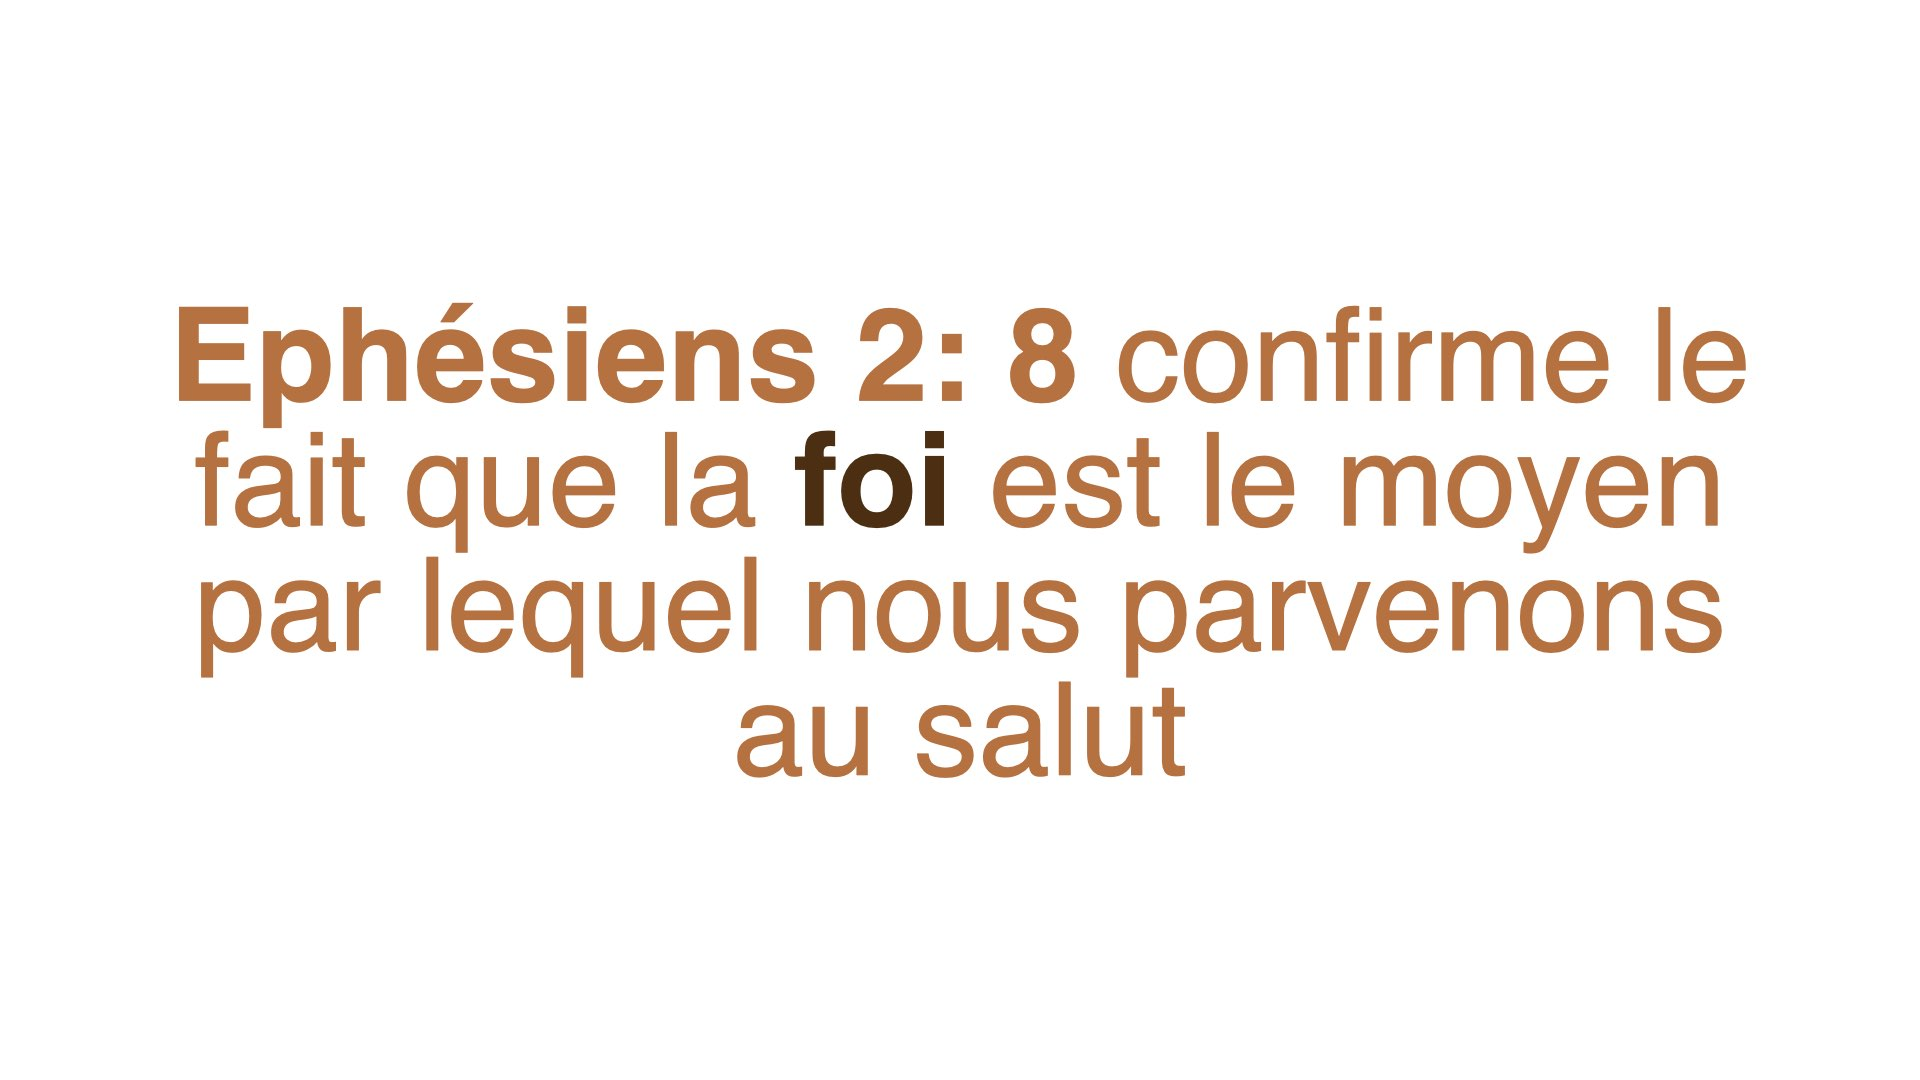 Ephésiens 2: 8 confirme le
fait que la foi est le moyen
par lequel nous parvenons
au salut